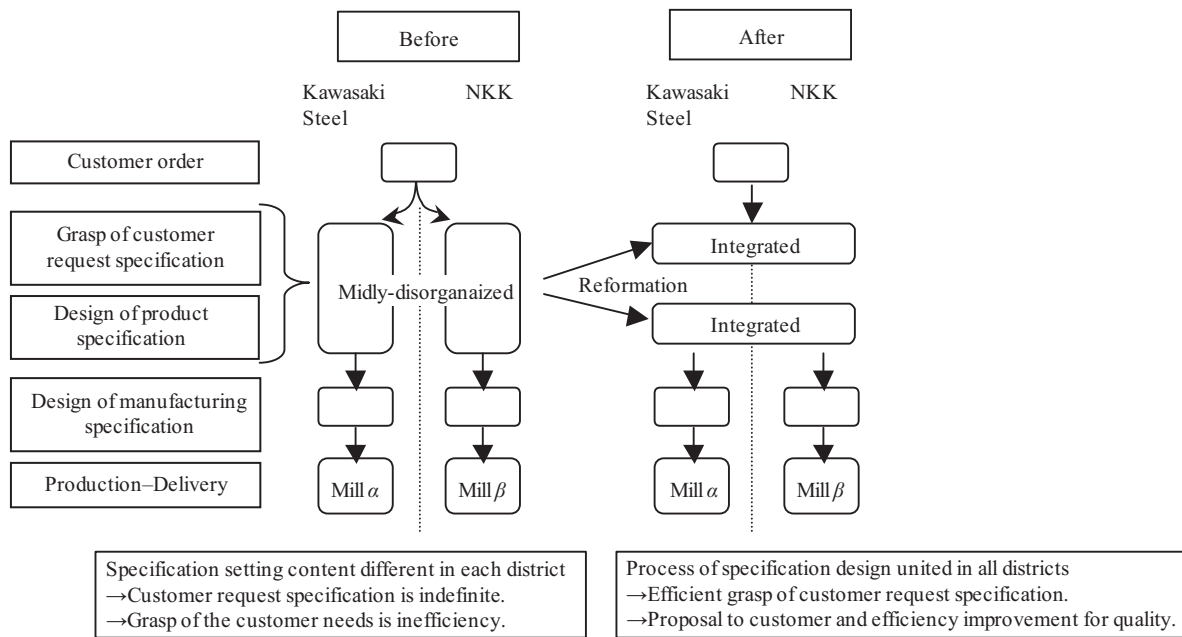 Before
After
Kawasaki
Steel
NKK
Kawasaki
Steel
NKK
Customer order
Grasp of customer
request specification
Integrated
Midly-disorganaized
Reformation
Design of product
specification
Integrated
Design of manufacturing
specification
Production–Delivery
Mill α
Mill β
Mill α
Mill β
Specification setting content different in each district
→Customer request specification is indefinite.
→Grasp of the customer needs is inefficiency.
Process of specification design united in all districts
→Efficient grasp of customer request specification.
→Proposal to customer and efficiency improvement for quality.